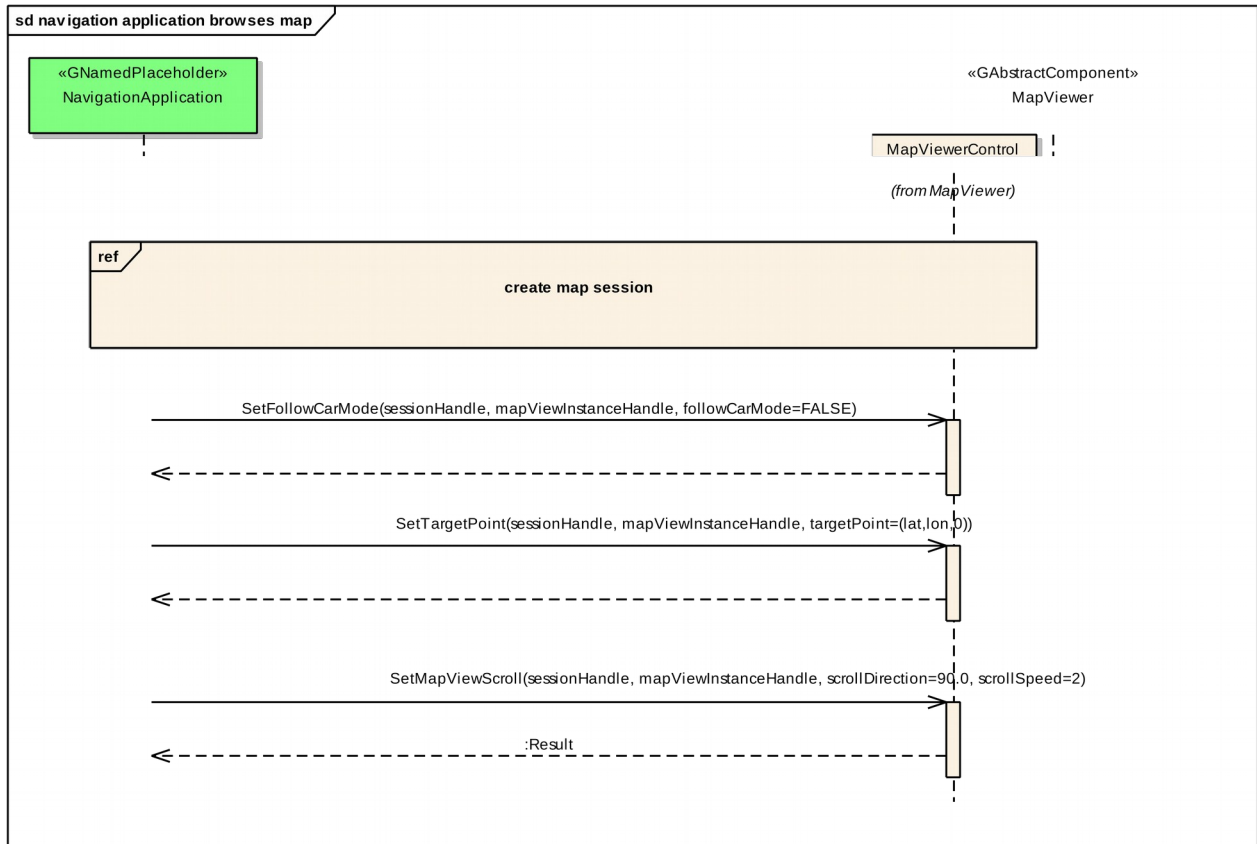 sd navigation application browses map
«GNamedPlaceholder»
NavigationApplication
«GAbstractComponent»
MapViewer
MapViewerControl
(from MapViewer)
ref
create map session
SetFollowCarMode(sessionHandle, mapViewInstanceHandle, followCarMode=FALSE)
SetTargetPoint(sessionHandle, mapViewInstanceHandle, targetPoint=(lat,lon,0))
SetMapViewScroll(sessionHandle, mapViewInstanceHandle, scrollDirection=90.0, scrollSpeed=2)
:Result